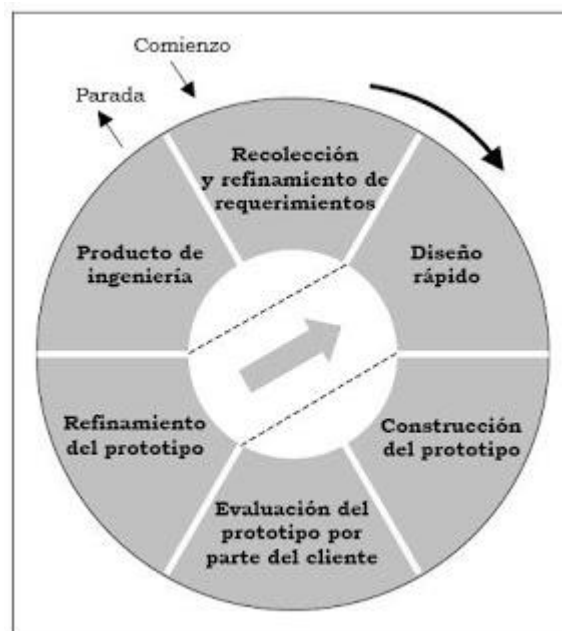 Comienzo
Parada
Recolección
y refinamiento de
requerimientos
Diseño
rápido
Construcción
del prototipo
Evaluación del
prototipo por
parte del cliente
Refinamiento
del prototipo
Producto de
ingeniería